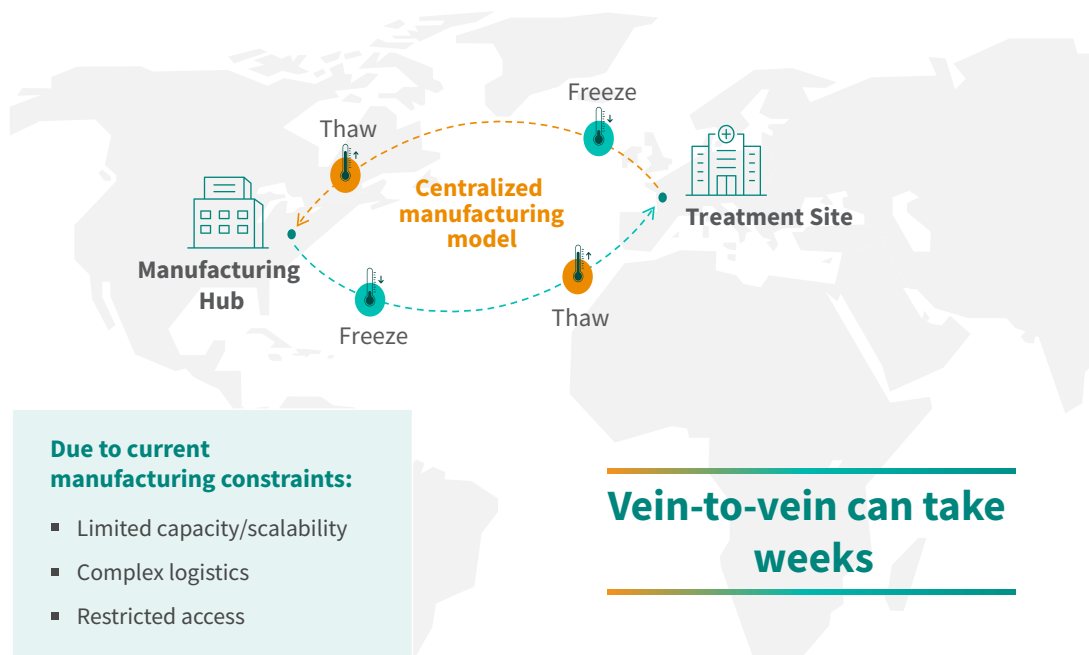 Freeze
Thaw
Centralized
manufacturing
model
Treatment Site
Manufacturing
Hub
Thaw
Freeze
Due to current
manufacturing constraints:
▪ Limited capacity/scalability
▪ Complex logistics
▪ Restricted access
Vein-to-vein can take
weeks